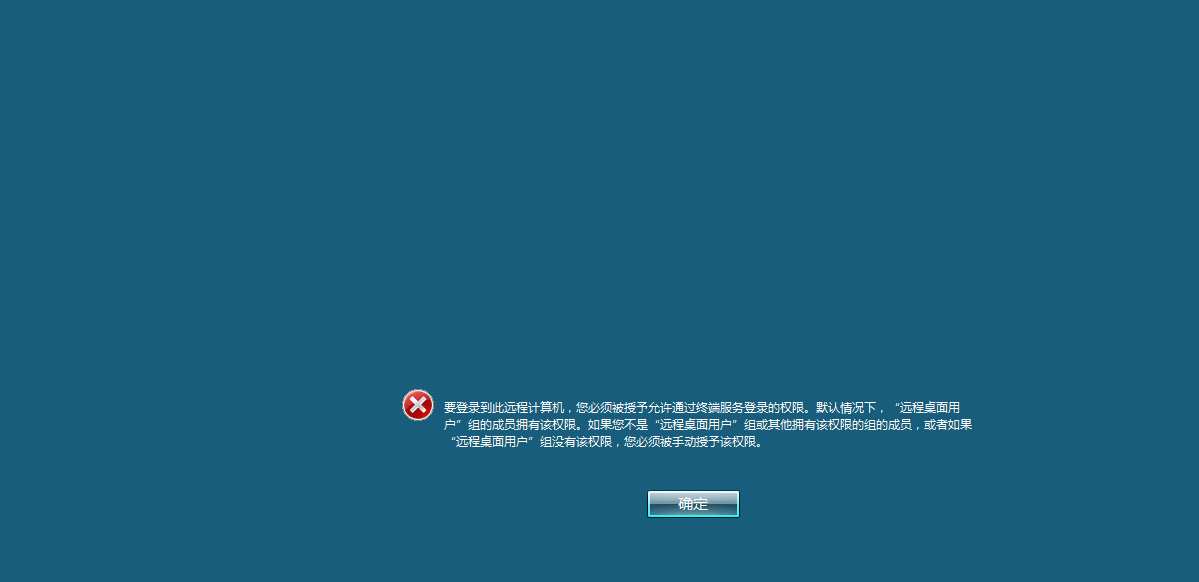 要登录到此远程计算机，您必须被授予允许通过终端服务登录的权限。默认情况下，“远程桌面用
户”组的成员拥有该权限。如果您不是“远程桌面用户”组或其他拥有该权限的组的成员，或者如果
“远程桌面用户”组没有该权限，您必须被手动授予该权限。
确定